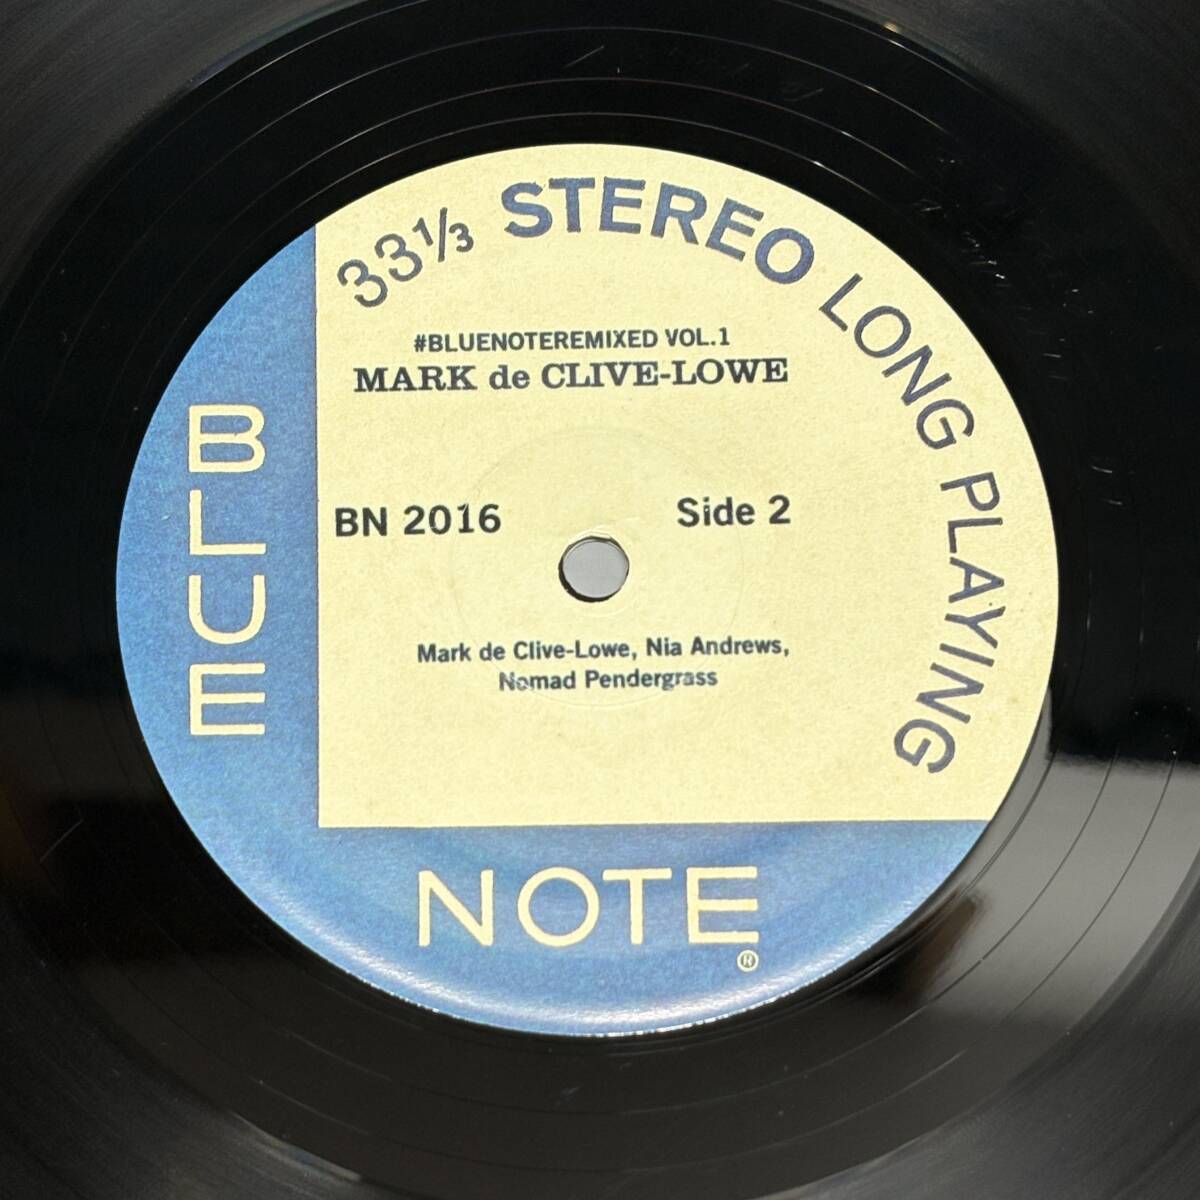 33⅓ STEREO LONG PLAYING
#BLUENOTEREMIXED VOL.1
MARK de CLIVE-LOWE
BN 2016
Side 2
Mark de Clive-Lowe, Nia Andrews,
Nomad Pendergrass
BLUE
NOTE®